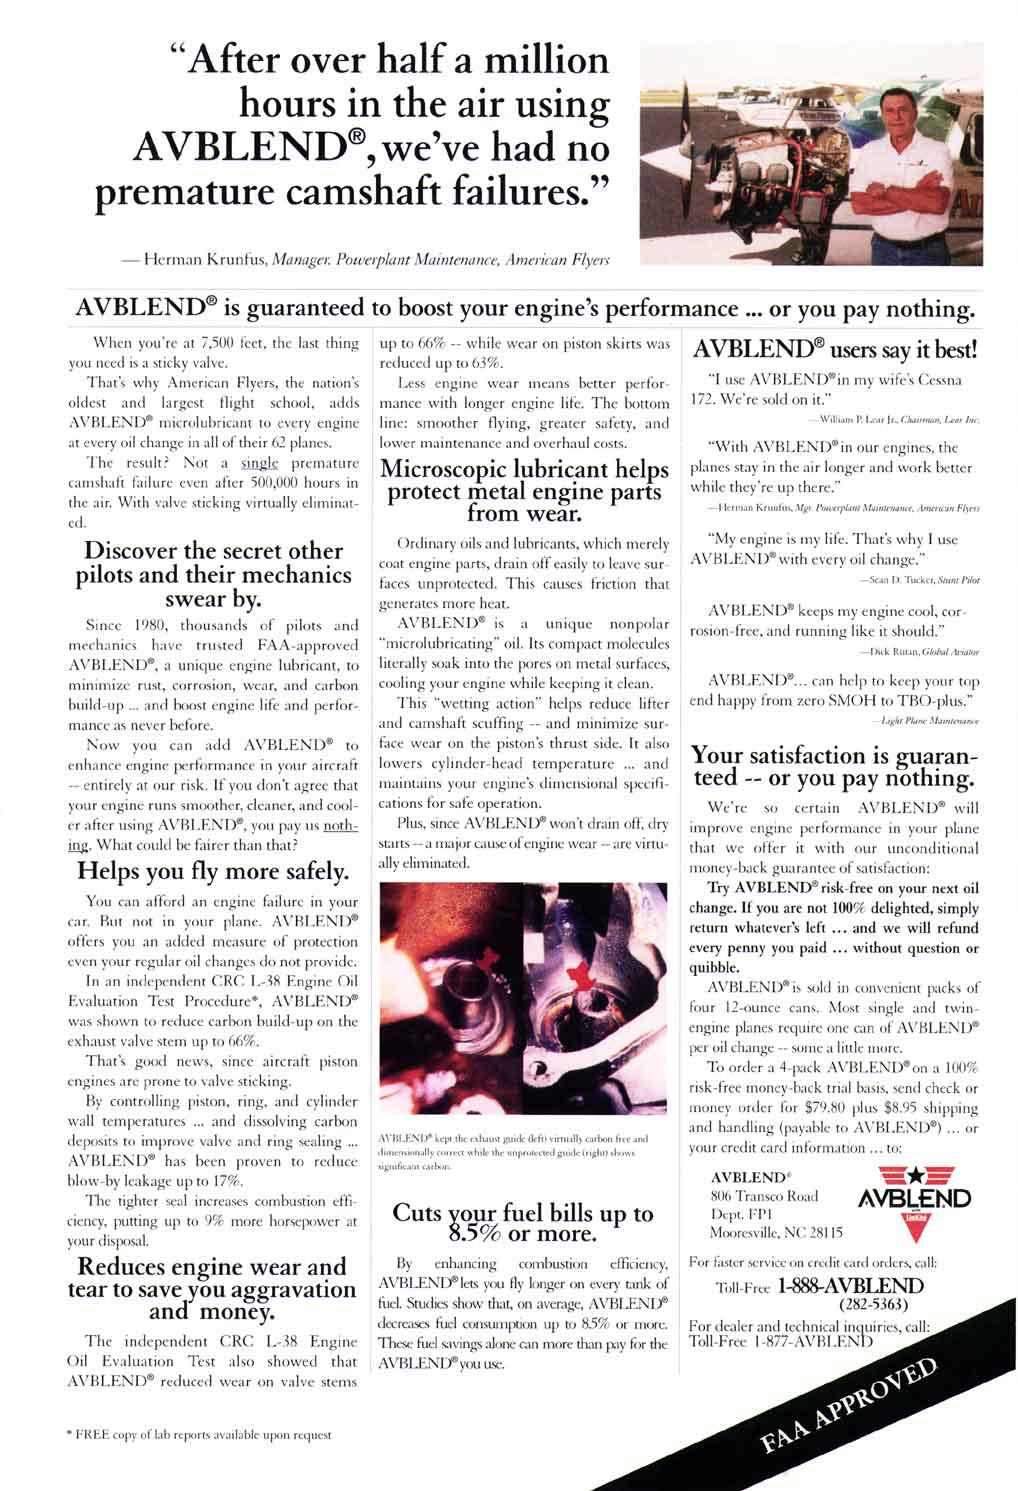 “After over half a million
hours in the air using
AVBLEND®, we’ve had no
premature camshaft failures.”
— Herman Krunfus, Manager, Powerplant Maintenance, American Flyers
AVBLEND® is guaranteed to boost your engine’s performance ... or you pay nothing.
When you’re at 7,500 feet, the last thing
you need is a sticky valve.
That’s why American Flyers, the nation’s
oldest and largest flight school, adds
AVBLEND® microlubricant to every engine
at every oil change in all of their 62 planes.
The result? Not a single premature
camshaft failure even after 500,000 hours in
the air. With valve sticking virtually eliminat-
ed.
Discover the secret other
pilots and their mechanics
swear by.
Since 1980, thousands of pilots and
mechanics have trusted FAA-approved
AVBLEND®, a unique engine lubricant, to
minimize rust, corrosion, wear, and carbon
build-up ... and boost engine life and perfor-
mance as never before.
Now you can add AVBLEND® to
enhance engine performance in your aircraft
-- entirely at our risk. If you don’t agree that
your engine runs smoother, cleaner, and cool-
er after using AVBLEND®, you pay us noth-
ing. What could be fairer than that?
Helps you fly more safely.
You can afford an engine failure in your
car. But not in your plane. AVBLEND®
offers you an added measure of protection
even your regular oil changes do not provide.
In an independent CRC L-38 Engine Oil
Evaluation Test Procedure*, AVBLEND®
was shown to reduce carbon build-up on the
exhaust valve stem up to 66%.
That’s good news, since aircraft piston
engines are prone to valve sticking.
By controlling piston, ring, and cylinder
wall temperatures ... and dissolving carbon
deposits to improve valve and ring sealing ...
AVBLEND® has been proven to reduce
blow-by leakage up to 17%.
The tighter seal increases combustion effi-
ciency, putting up to 9% more horsepower at
your disposal.
Reduces engine wear and
tear to save you aggravation
and money.
The independent CRC L-38 Engine
Oil Evaluation Test also showed that
AVBLEND® reduced wear on valve stems
* FREE copy of lab reports available upon request
up to 66% -- while wear on piston skirts was
reduced up to 63%.
Less engine wear means better perfor-
mance with longer engine life. The bottom
line: smoother flying, greater safety, and
lower maintenance and overhaul costs.
Microscopic lubricant helps
protect metal engine parts
from wear.
Ordinary oils and lubricants, which merely
coat engine parts, drain off easily to leave sur-
faces unprotected. This causes friction that
generates more heat.
AVBLEND® is a unique nonpolar
“microlubricating” oil. Its compact molecules
literally soak into the pores on metal surfaces,
cooling your engine while keeping it clean.
This “wetting action” helps reduce lifter
and camshaft scuffing -- and minimize sur-
face wear on the piston’s thrust side. It also
lowers cylinder-head temperature ... and
maintains your engine’s dimensional specifi-
cations for safe operation.
Plus, since AVBLEND® won’t drain off, dry
starts -- a major cause of engine wear -- are virtu-
ally eliminated.
AVBLEND® kept the exhaust guide (left) virtually carbon free and
dimensionally correct while the unprotected guide (right) shows
significant carbon.
Cuts your fuel bills up to
8.5% or more.
By enhancing combustion efficiency,
AVBLEND® lets you fly longer on every tank of
fuel. Studies show that, on average, AVBLEND®
decreases fuel consumption up to 8.5% or more.
These fuel savings alone can more than pay for the
AVBLEND® you use.
AVBLEND® users say it best!
“I use AVBLEND® in my wife’s Cessna
172. We’re sold on it.”
—William P. Lear Jr., Chairman, Lear Inc.
“With AVBLEND® in our engines, the
planes stay in the air longer and work better
while they’re up there.”
—Herman Krunfus, Mgr. Powerplant Maintenance, American Flyers
“My engine is my life. That’s why I use
AVBLEND® with every oil change.”
—Sean D. Tucker, Stunt Pilot
AVBLEND® keeps my engine cool, cor-
rosion-free, and running like it should.”
—Dick Rutan, Global Aviator
AVBLEND®... can help to keep your top
end happy from zero SMOH to TBO-plus.”
—Light Plane Maintenance
Your satisfaction is guaran-
teed -- or you pay nothing.
We’re so certain AVBLEND® will
improve engine performance in your plane
that we offer it with our unconditional
money-back guarantee of satisfaction:
Try AVBLEND® risk-free on your next oil
change. If you are not 100% delighted, simply
return whatever’s left ... and we will refund
every penny you paid ... without question or
quibble.
AVBLEND® is sold in convenient packs of
four 12-ounce cans. Most single and twin-
engine planes require one can of AVBLEND®
per oil change -- some a little more.
To order a 4-pack AVBLEND® on a 100%
risk-free money-back trial basis, send check or
money order for $79.80 plus $8.95 shipping
and handling (payable to AVBLEND®) ... or
your credit card information ... to:
AVBLEND®
806 Transco Road
Dept. FP1
Mooresville, NC 28115
AVBLEND
WITH
LinKite
For faster service on credit card orders, call:
Toll-Free 1-888-AVBLEND
(282-5363)
For dealer and technical inquiries, call:
Toll-Free 1-877-AVBLEND
FAA APPROVED